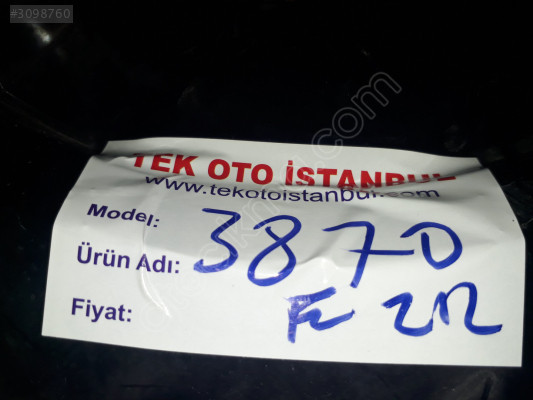 #3098760
TEK OTO İSTANBUL
www.tekotoistanbul.com
Model:
Ürün Adı: 3870
Fiyat: